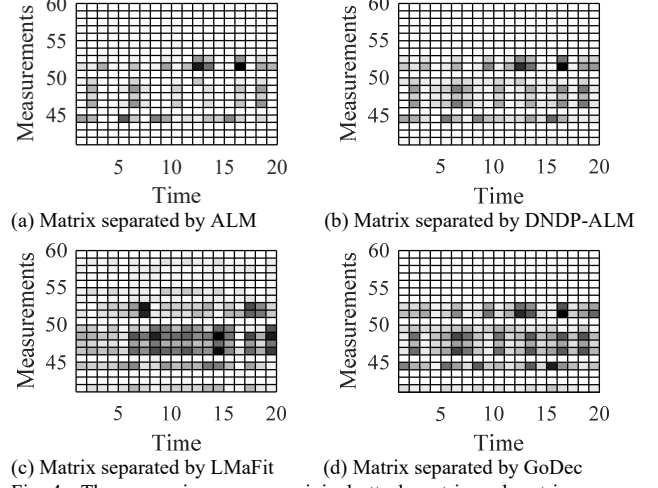 60
60
55
55
50
50
45
45
Measurements
Measurements
5 10 15 20
5 10 15 20
Time
Time
(a) Matrix separated by ALM
(b) Matrix separated by DNDP-ALM
60
60
55
55
50
50
45
45
Measurements
Measurements
5 10 15 20
5 10 15 20
Time
Time
(c) Matrix separated by LMaFit
(d) Matrix separated by GoDec